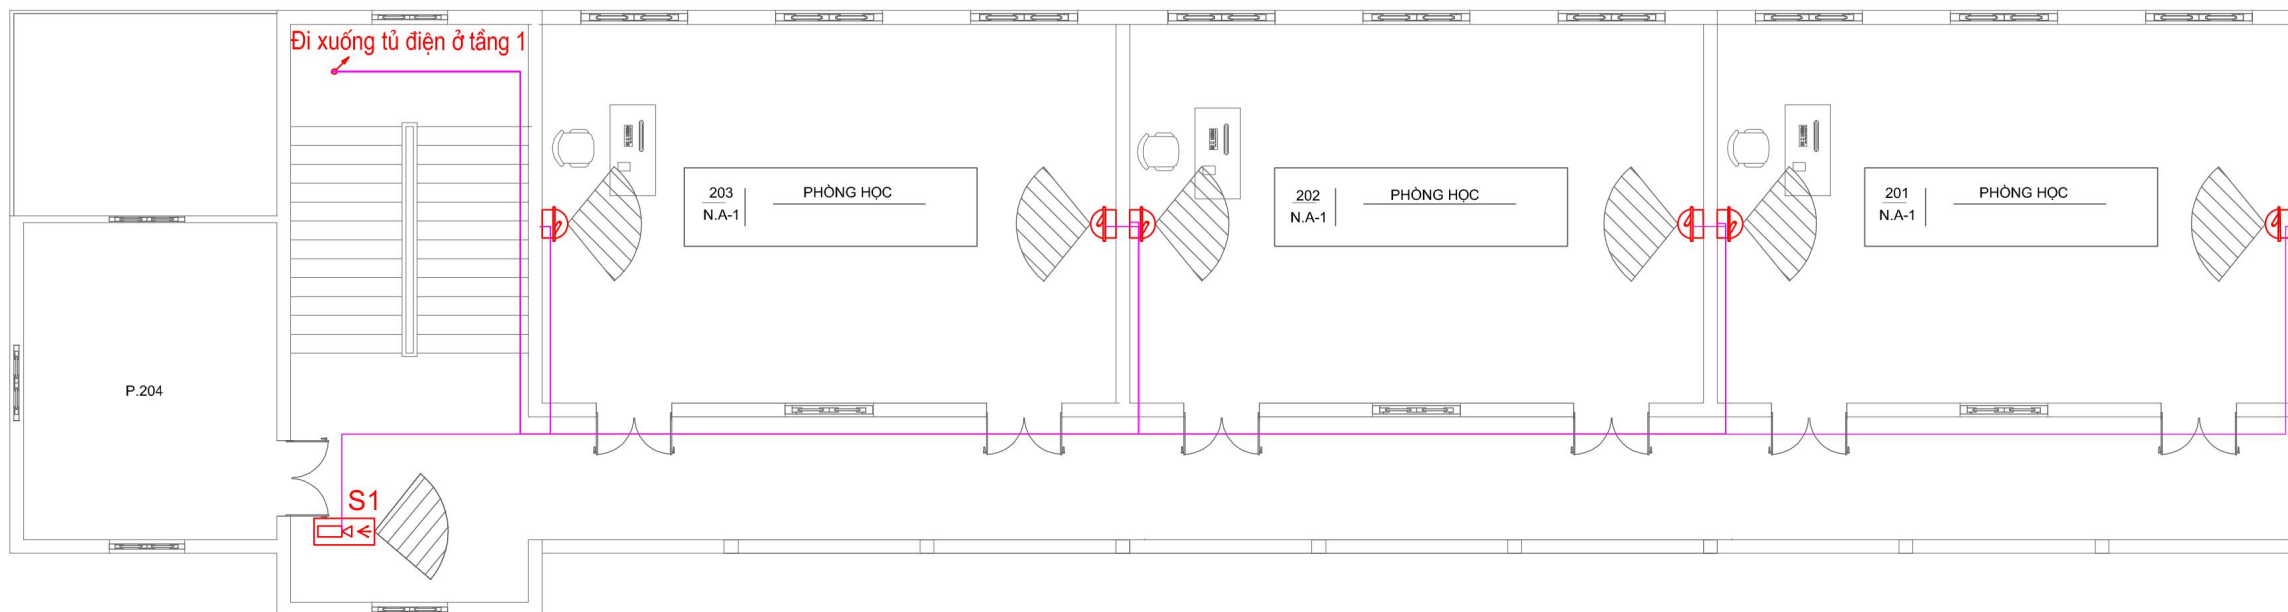 Đi xuống tủ điện ở tầng 1
203
PHÒNG HỌC
N.A-1
202
PHÒNG HỌC
N.A-1
201
PHÒNG HỌC
N.A-1
P.204
S1